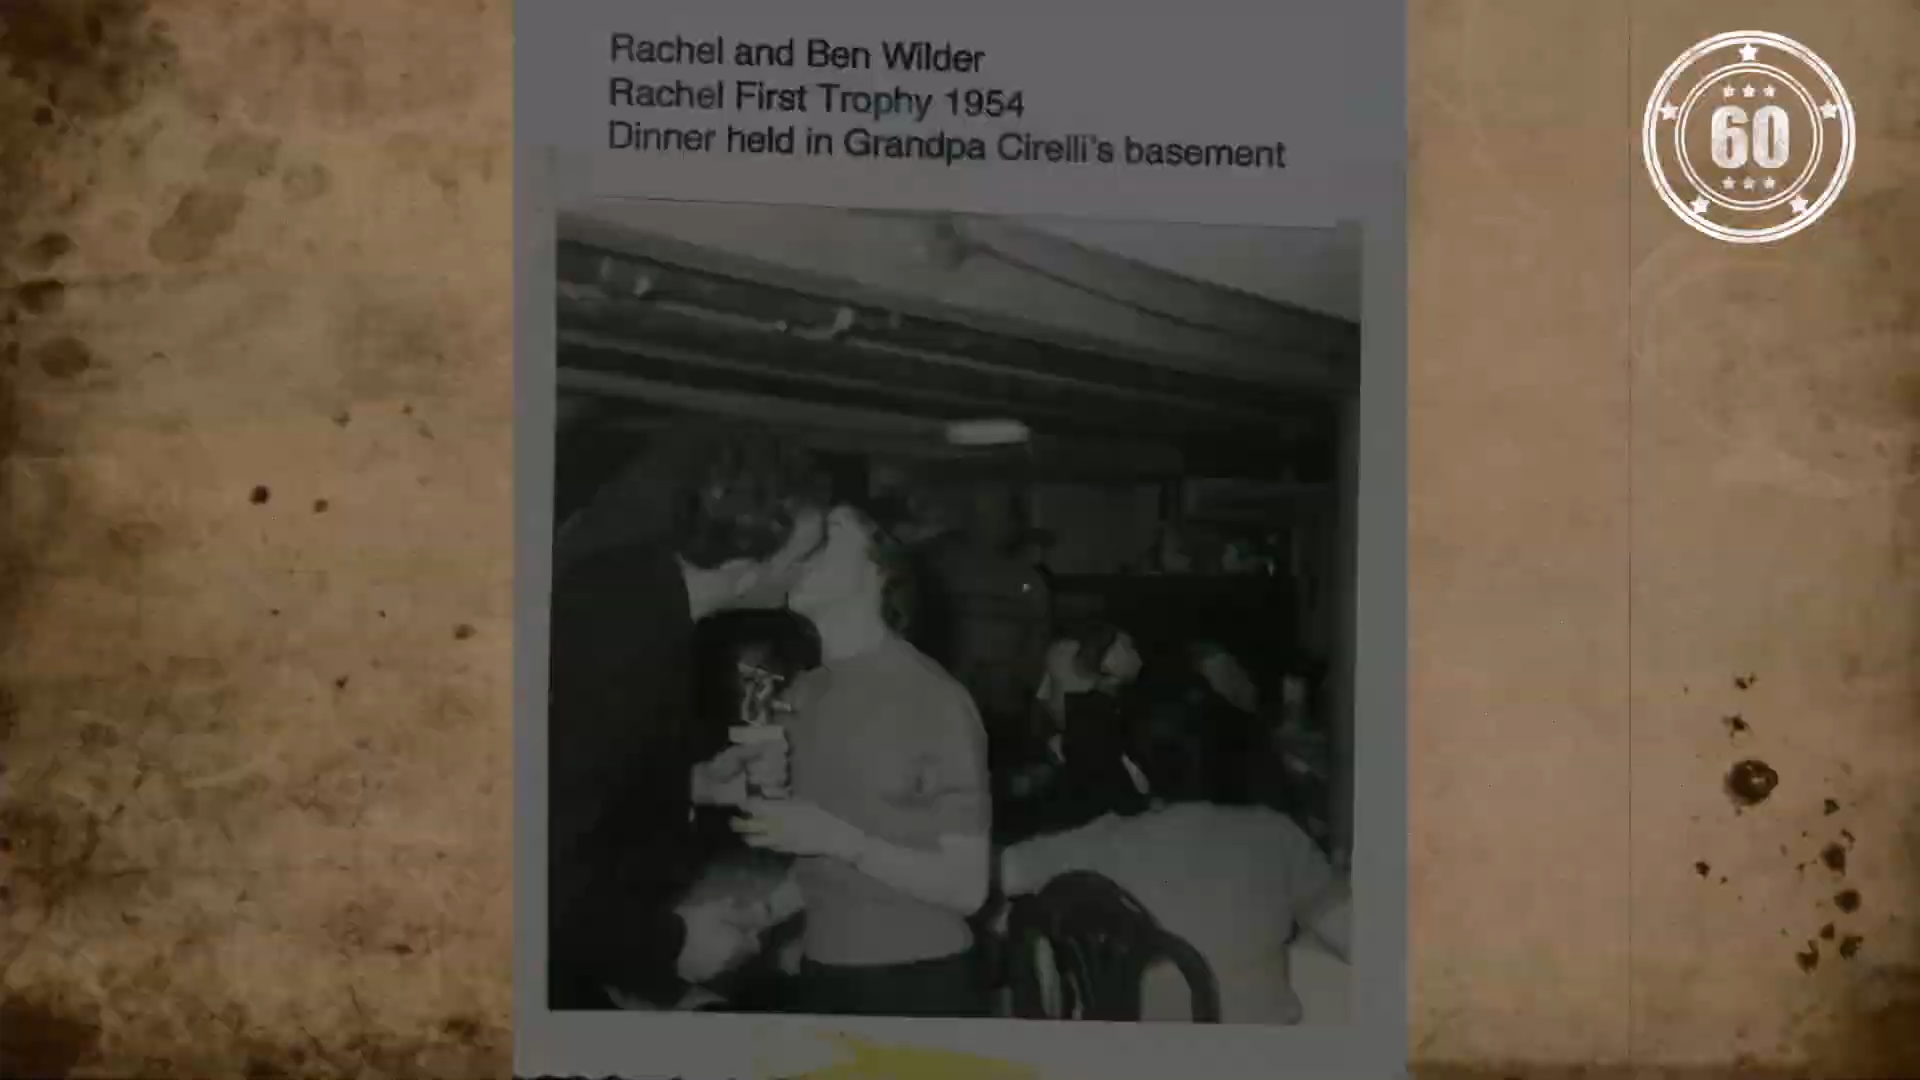 Rachel and Ben Wilder
Rachel First Trophy 1954
Dinner held in Grandpa Cirelli's basement
60